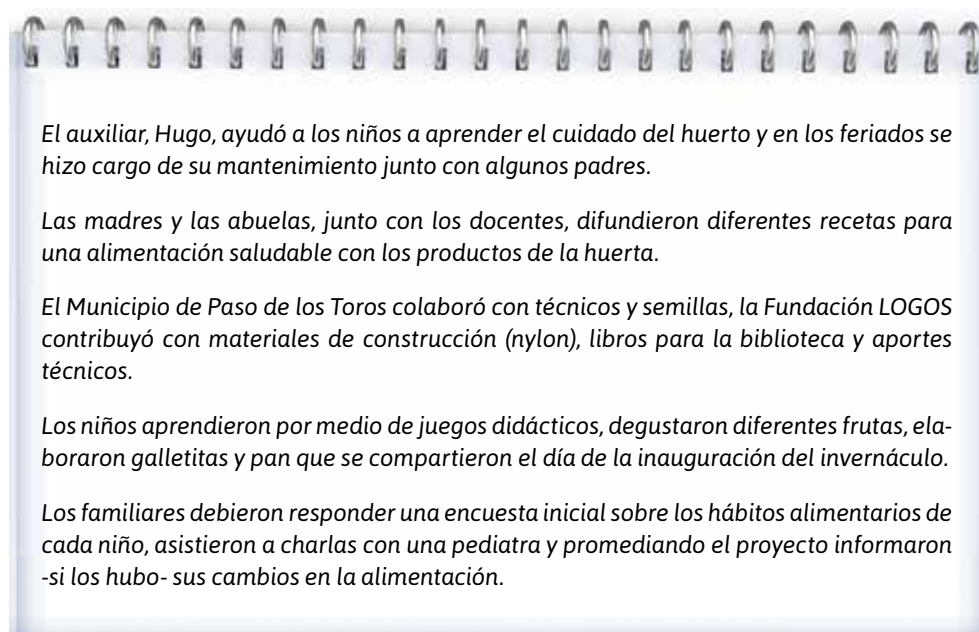 El auxiliar, Hugo, ayudó a los niños a aprender el cuidado del huerto y en los feriados se
hizo cargo de su mantenimiento junto con algunos padres.
Las madres y las abuelas, junto con los docentes, difundieron diferentes recetas para
una alimentación saludable con los productos de la huerta.
El Municipio de Paso de los Toros colaboró con técnicos y semillas, la Fundación LOGOS
contribuyó con materiales de construcción (nylon), libros para la biblioteca y aportes
técnicos.
Los niños aprendieron por medio de juegos didácticos, degustaron diferentes frutas, ela-
boraron galletitas y pan que se compartieron el día de la inauguración del invernáculo.
Los familiares debieron responder una encuesta inicial sobre los hábitos alimentarios de
cada niño, asistieron a charlas con una pediatra y promediando el proyecto informaron
-si los hubo- sus cambios en la alimentación.